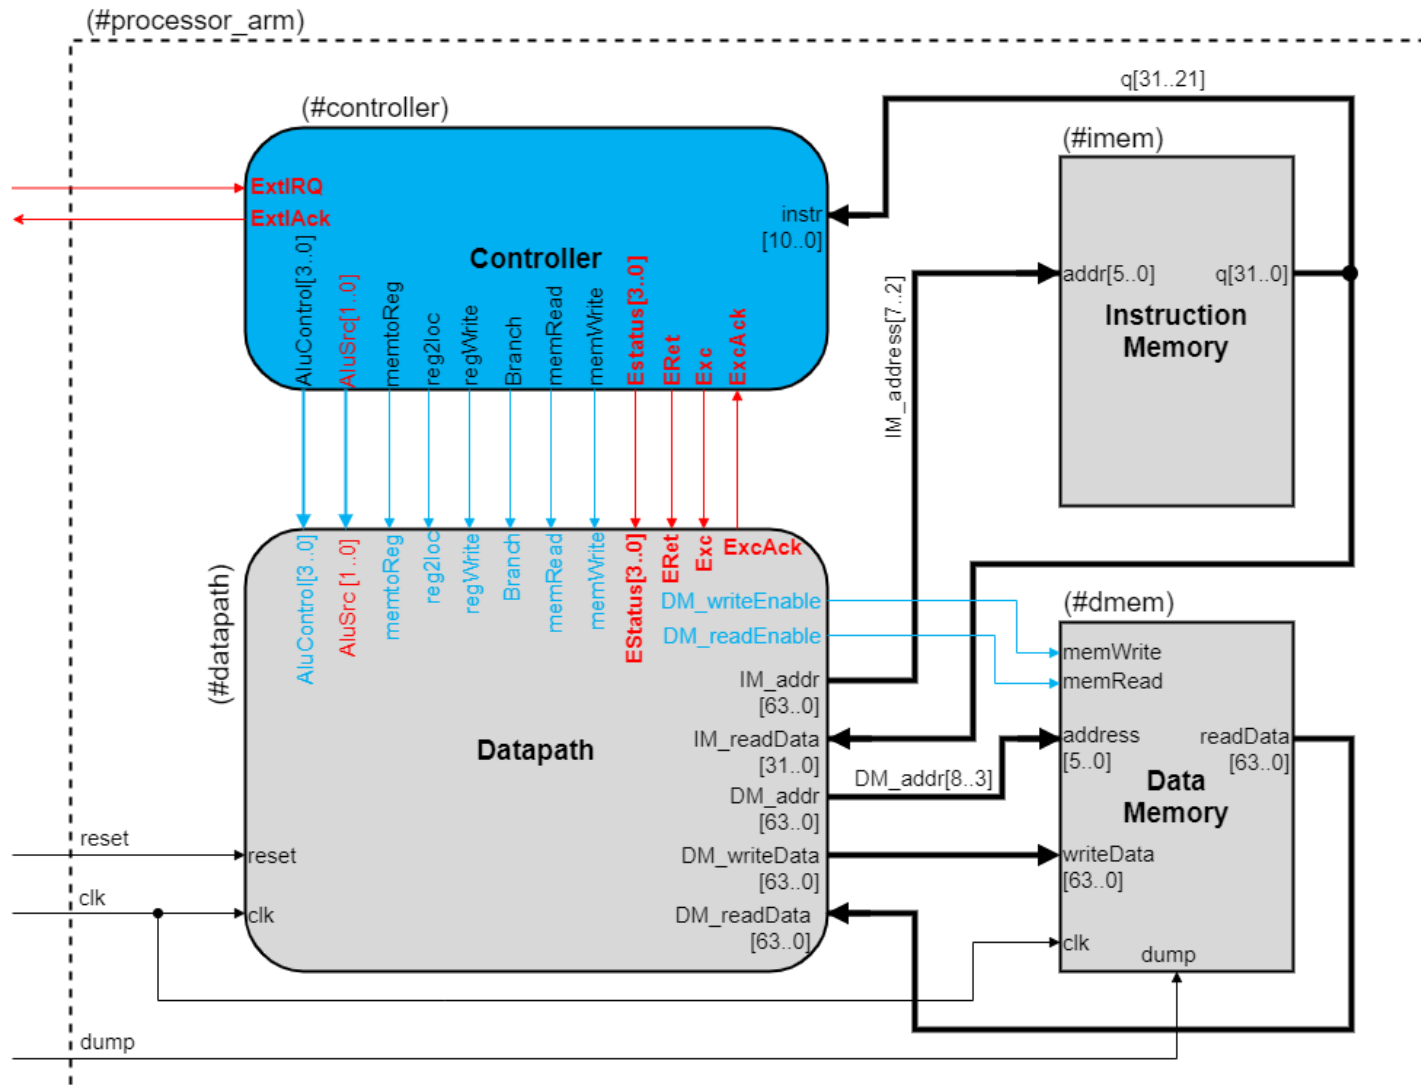 (#processor_arm)
q[31..21]
(#controller)
(#imem)
ExtIRQ
ExtIAck
instr
[10..0]
Controller
addr[5..0]
q[31..0]
Instruction
Memory
IM_address[7..2]
AluControl[3..0]
AluSrc[1..0]
memtoReg
reg2loc
regWrite
Branch
memRead
memWrite
Estatus[3..0]
ERet
Exc
ExcAck
(#datapath)
AluControl[3..0]
AluSrc [1..0]
memtoReg
reg2loc
regWrite
Branch
memRead
memWrite
EStatus[3..0]
ERet
Exc
ExcAck
DM_writeEnable
DM_readEnable
(#dmem)
memWrite
memRead
IM_addr
[63..0]
Datapath
IM_readData
[31..0]
address
[5..0]
readData
[63..0]
DM_addr[8..3]
Data
Memory
DM_addr
[63..0]
reset
reset
DM_writeData
[63..0]
writeData
[63..0]
clk
clk
DM_readData
[63..0]
clk
dump
dump